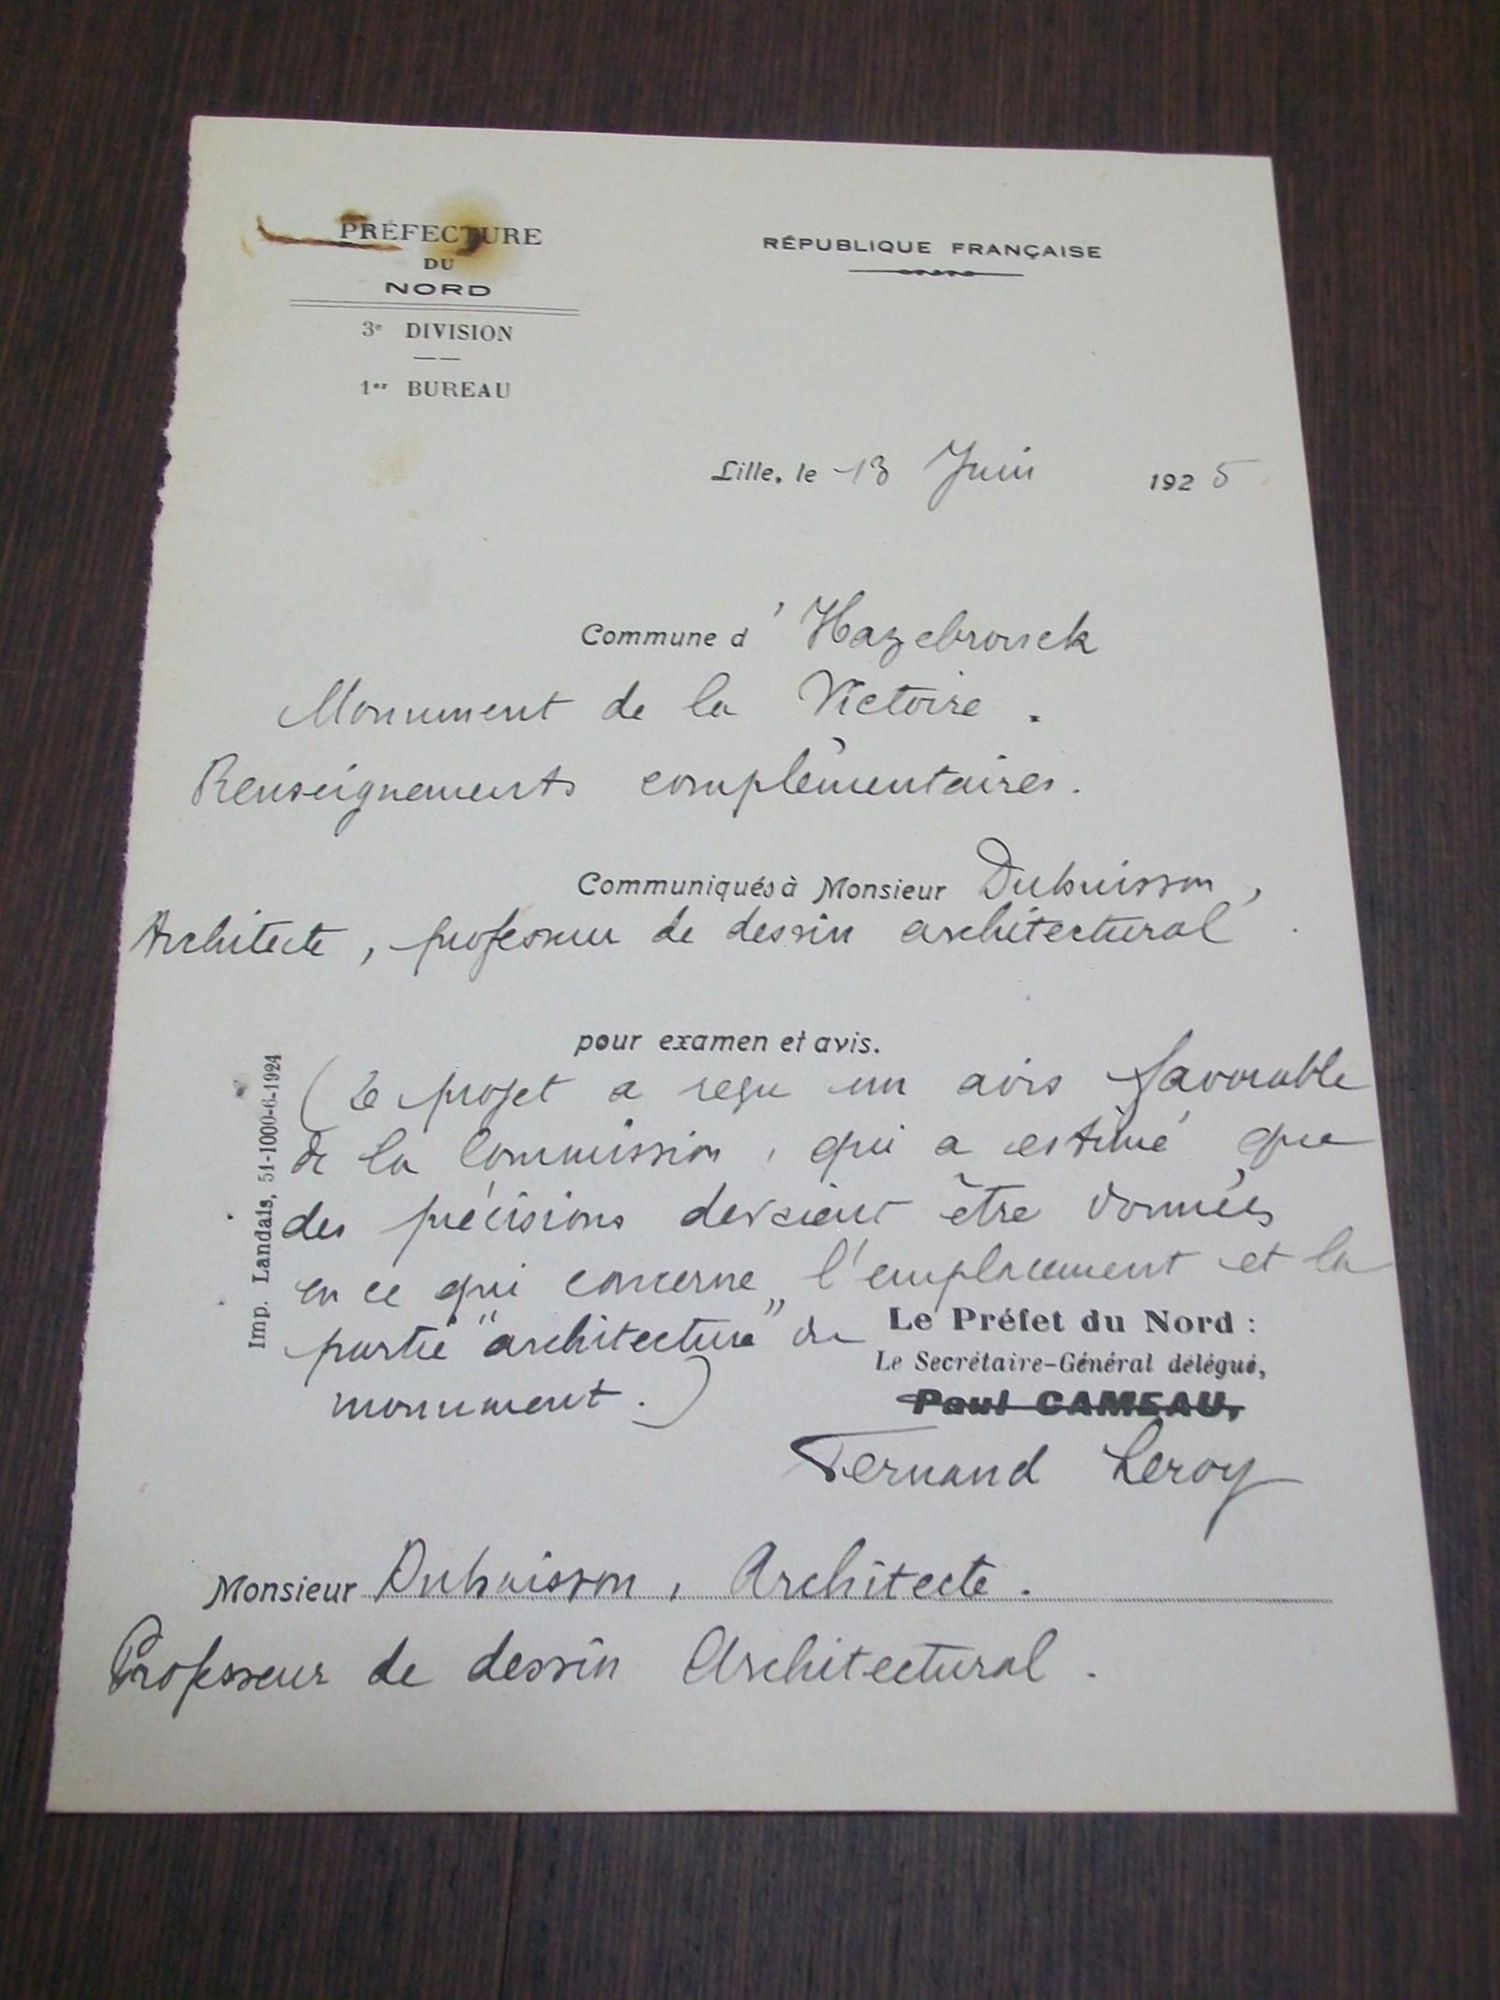 PRÉFECTURE
DU
NORD
3e DIVISION
1er BUREAU
RÉPUBLIQUE FRANÇAISE
Lille, le 13 Juin 1925
Commune d'Hazebrouck
Monument de la Victoire.
Renseignements complémentaires.
Communiqués à Monsieur Dubuisson,
Architecte, professeur de dessin architectural.
pour examen et avis.
(Le projet a reçu un avis favorable
de la Commission, qui a estimé que
des précisions devraient être données
en ce qui concerne l'emplacement et la
partie "architecture" du
monument.)
Imp. Landais, 51-1000-6-1924
Le Préfet du Nord :
Le Secrétaire-Général délégué,
Paul CAMEAU,
Fernand Leroy
Monsieur Dubuisson, Architecte.
Professeur de dessin Architectural.